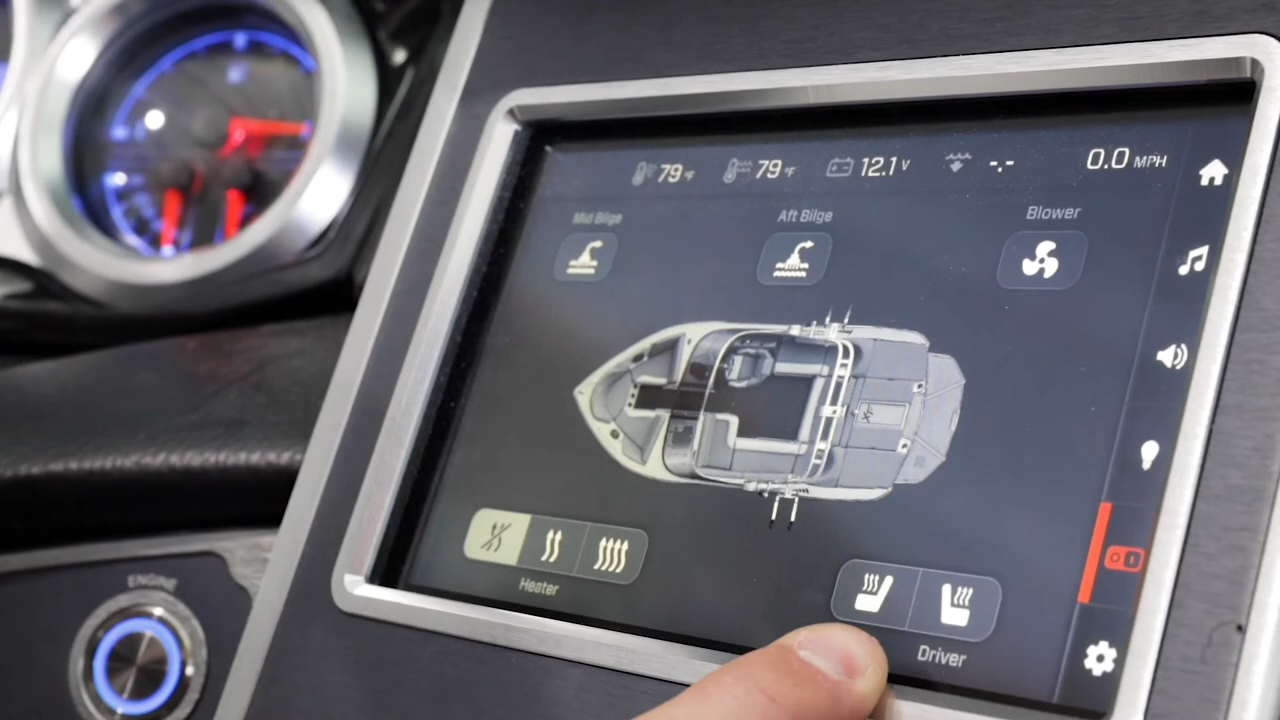 79 °F
79 °F
12.1 V
-.-
0.0 MPH
Mid Bilge
Aft Bilge
Blower
Heater
Driver
ENGINE